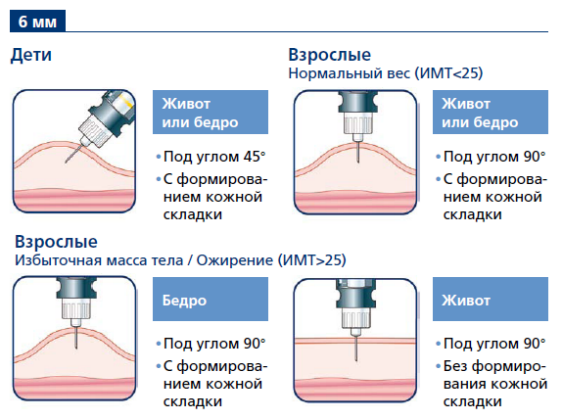 6 мм
Дети
Живот
или бедро
•Под углом 45°
•С формирова-
нием кожной
складки
Взрослые
Нормальный вес (ИМТ<25)
Живот
или бедро
•Под углом 90°
•С формирова-
нием кожной
складки
Взрослые
Избыточная масса тела / Ожирение (ИМТ>25)
Бедро
•Под углом 90°
•С формирова-
нием кожной
складки
Живот
•Под углом 90°
•Без формиро-
вания кожной
складки